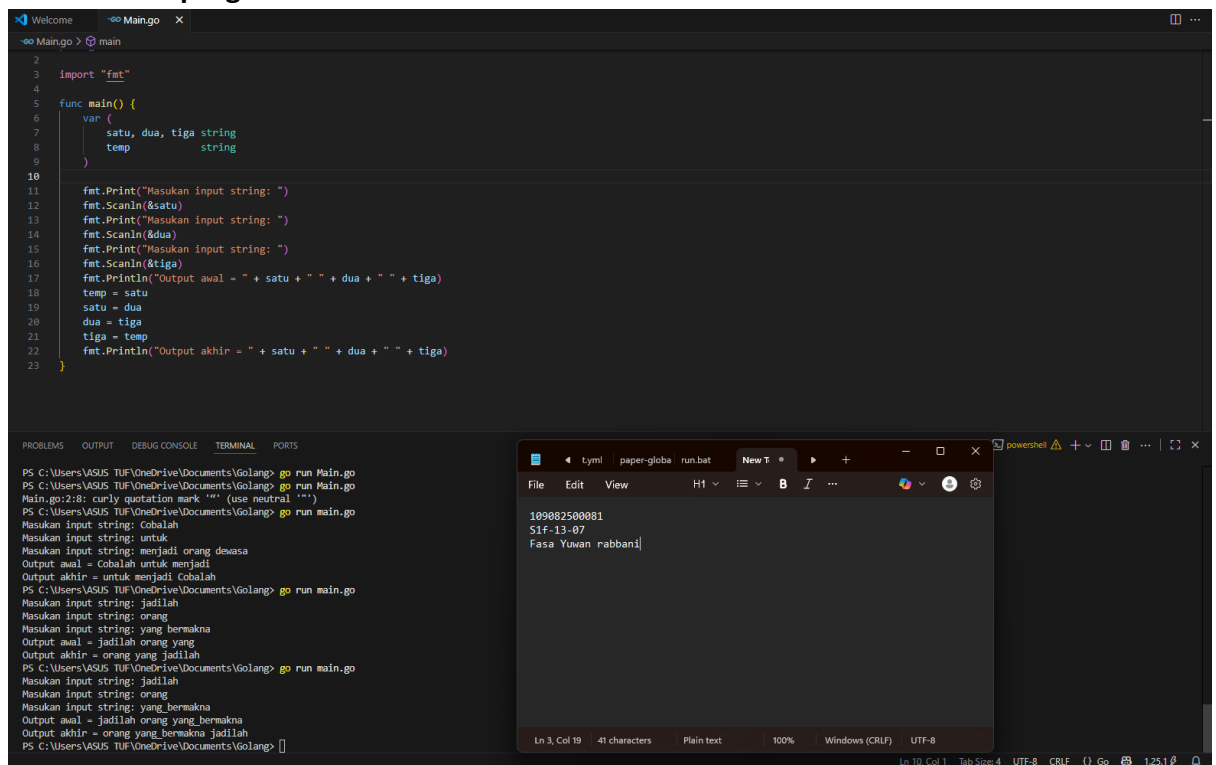 Welcome
Main.go
Main.go > main
2
3 import "fmt"
4
5 func main() {
6 var (
7 satu, dua, tiga string
8 temp string
9 )
10
11 fmt.Print("Masukan input string: ")
12 fmt.Scanln(&satu)
13 fmt.Print("Masukan input string: ")
14 fmt.Scanln(&dua)
15 fmt.Print("Masukan input string: ")
16 fmt.Scanln(&tiga)
17 fmt.Println("Output awal = " + satu + " " + dua + " " + tiga)
18 temp = satu
19 satu = dua
20 dua = tiga
21 tiga = temp
22 fmt.Println("Output akhir = " + satu + " " + dua + " " + tiga)
23 }
PROBLEMS OUTPUT DEBUG CONSOLE TERMINAL PORTS
powershell
PS C:\Users\ASUS TUF\OneDrive\Documents\Golang> go run Main.go
PS C:\Users\ASUS TUF\OneDrive\Documents\Golang> go run Main.go
Main.go:2:8: curly quotation mark '“' (use neutral '"')
PS C:\Users\ASUS TUF\OneDrive\Documents\Golang> go run main.go
Masukan input string: Cobalah
Masukan input string: untuk
Masukan input string: menjadi orang dewasa
Output awal = Cobalah untuk menjadi
Output akhir = untuk menjadi Cobalah
PS C:\Users\ASUS TUF\OneDrive\Documents\Golang> go run main.go
Masukan input string: jadilah
Masukan input string: orang
Masukan input string: yang bermakna
Output awal = jadilah orang yang
Output akhir = orang yang jadilah
PS C:\Users\ASUS TUF\OneDrive\Documents\Golang> go run main.go
Masukan input string: jadilah
Masukan input string: orang
Masukan input string: yang_bermakna
Output awal = jadilah orang yang_bermakna
Output akhir = orang yang_bermakna jadilah
PS C:\Users\ASUS TUF\OneDrive\Documents\Golang>
t.yml paper-globa run.bat New T
File Edit View H1 B I
109082500081
S1f-13-07
Fasa Yuwan rabbani
Ln 3, Col 19 41 characters Plain text 100% Windows (CRLF) UTF-8
Ln 10, Col 1 Tab Size: 4 UTF-8 CRLF {} Go 1.25.1